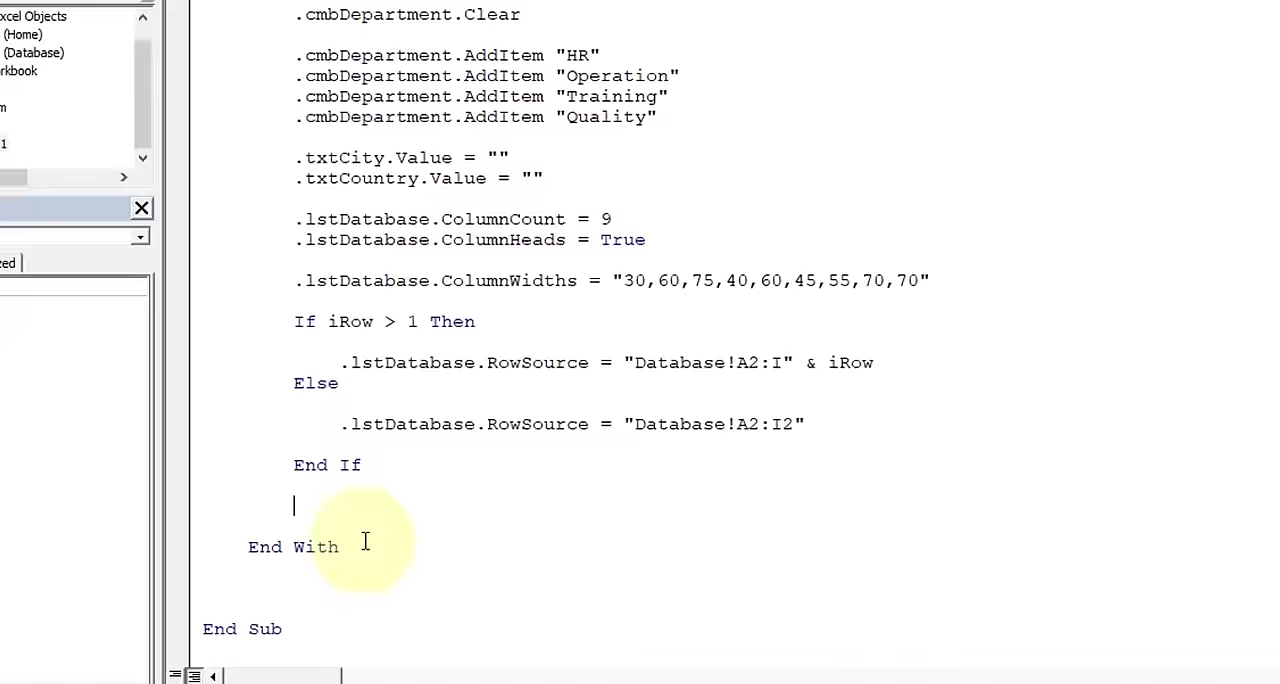 xcel Objects
(Home)
(Database)
rkbook
m
1
zed
.cmbDepartment.Clear
.cmbDepartment.AddItem "HR"
.cmbDepartment.AddItem "Operation"
.cmbDepartment.AddItem "Training"
.cmbDepartment.AddItem "Quality"
.txtCity.Value = ""
.txtCountry.Value = ""
.lstDatabase.ColumnCount = 9
.lstDatabase.ColumnHeads = True
.lstDatabase.ColumnWidths = "30,60,75,40,60,45,55,70,70"
If iRow > 1 Then
.lstDatabase.RowSource = "Database!A2:I" & iRow
Else
.lstDatabase.RowSource = "Database!A2:I2"
End If
End With
End Sub